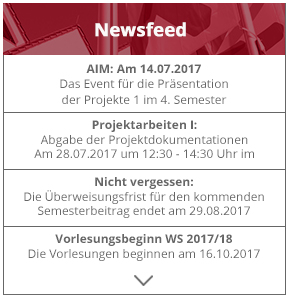 Newsfeed
AIM: Am 14.07.2017
Das Event für die Präsentation
der Projekte 1 im 4. Semester
Projektarbeiten I:
Abgabe der Projektdokumentationen
Am 28.07.2017 um 12:30 - 14:30 Uhr im
Nicht vergessen:
Die Überweisungsfrist für den kommenden
Semesterbeitrag endet am 29.08.2017
Vorlesungsbeginn WS 2017/18
Die Vorlesungen beginnen am 16.10.2017